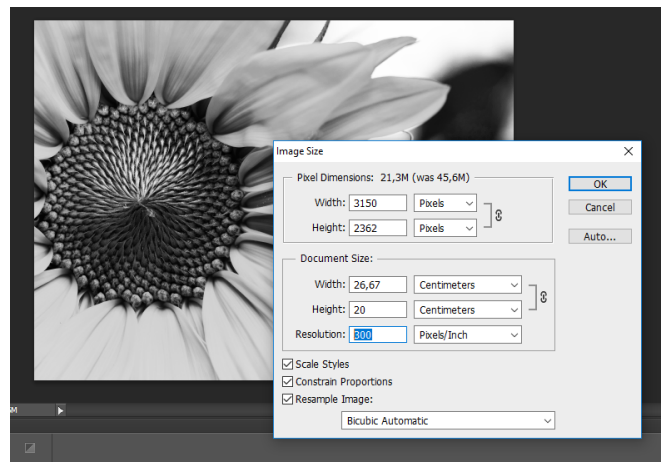 Image Size
Pixel Dimensions: 21,3M (was 45,6M)
Width: 3150 Pixels
Height: 2362 Pixels
OK
Cancel
Auto...
Document Size:
Width: 26,67 Centimeters
Height: 20 Centimeters
Resolution: 300 Pixels/Inch
Scale Styles
Constrain Proportions
Resample Image:
Bicubic Automatic